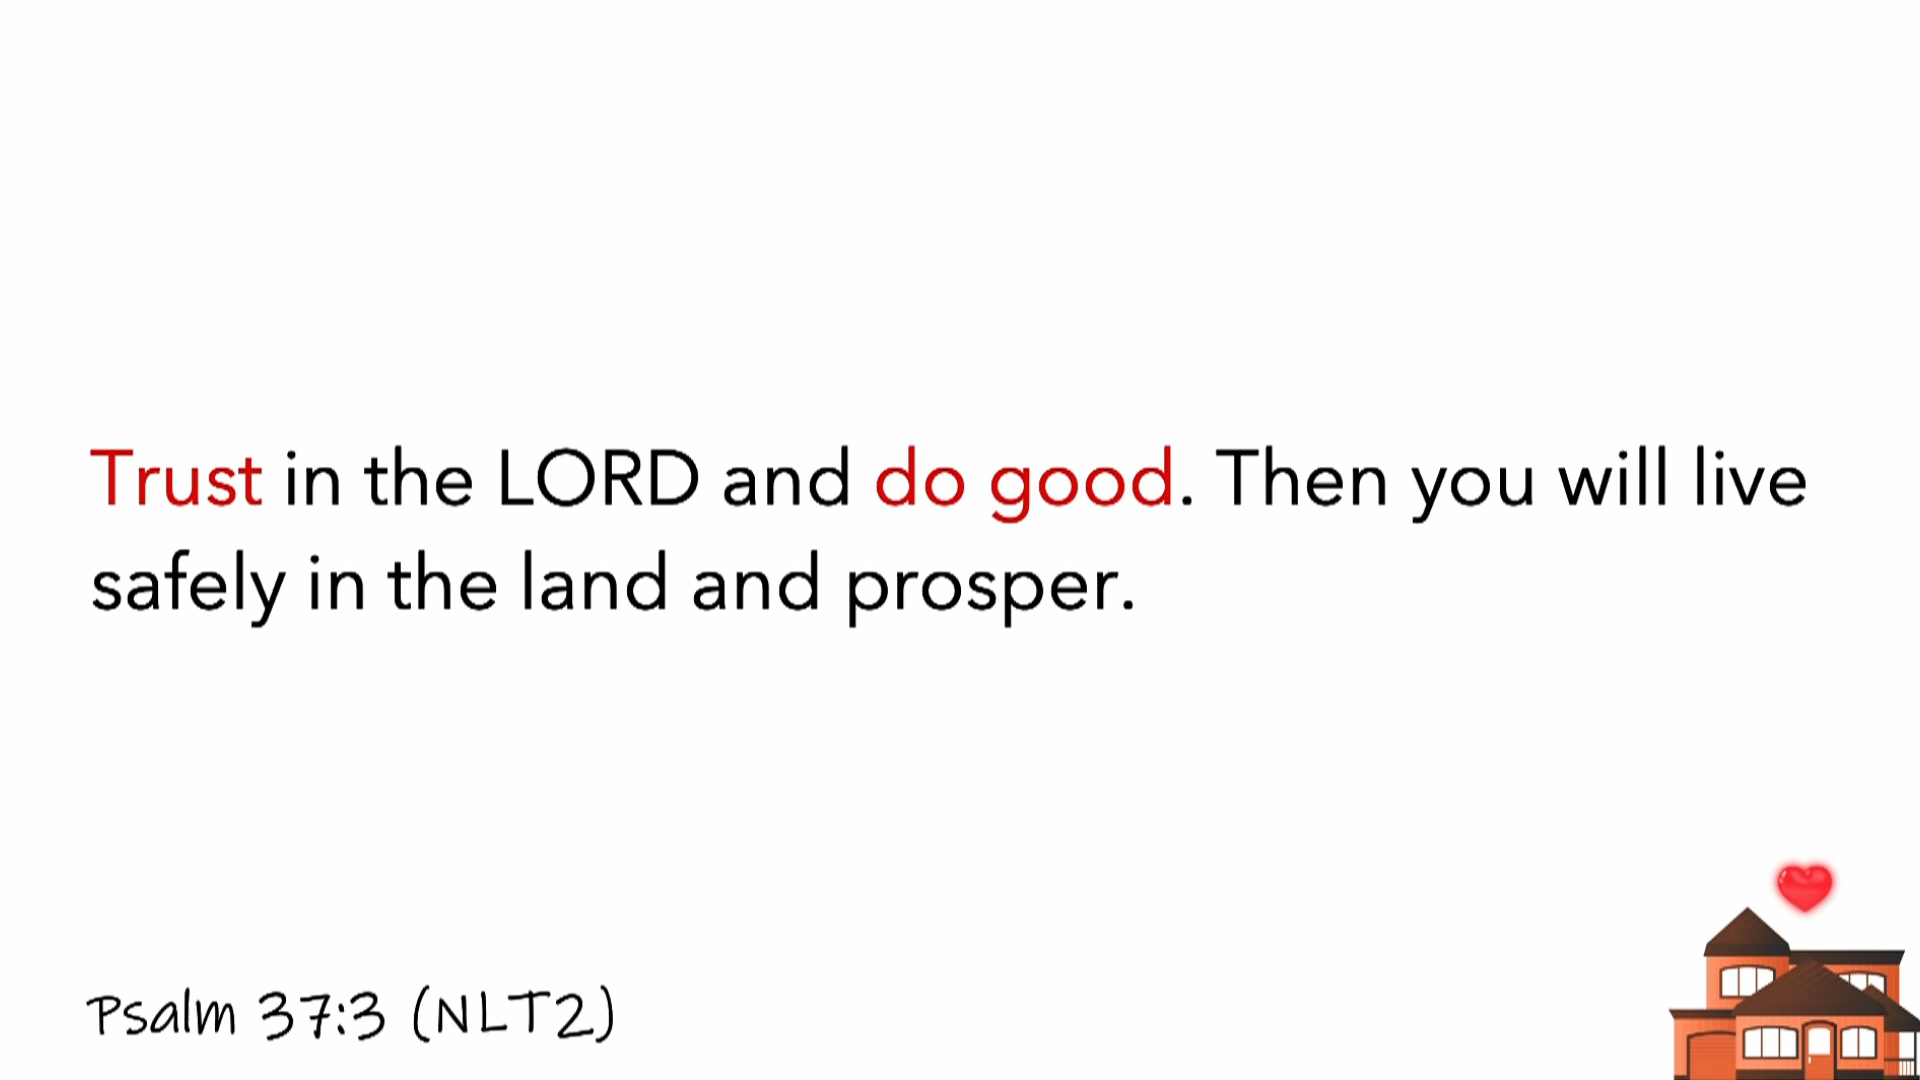 Trust in the LORD and do good. Then you will live
safely in the land and prosper.
Psalm 37:3 (NLT2)